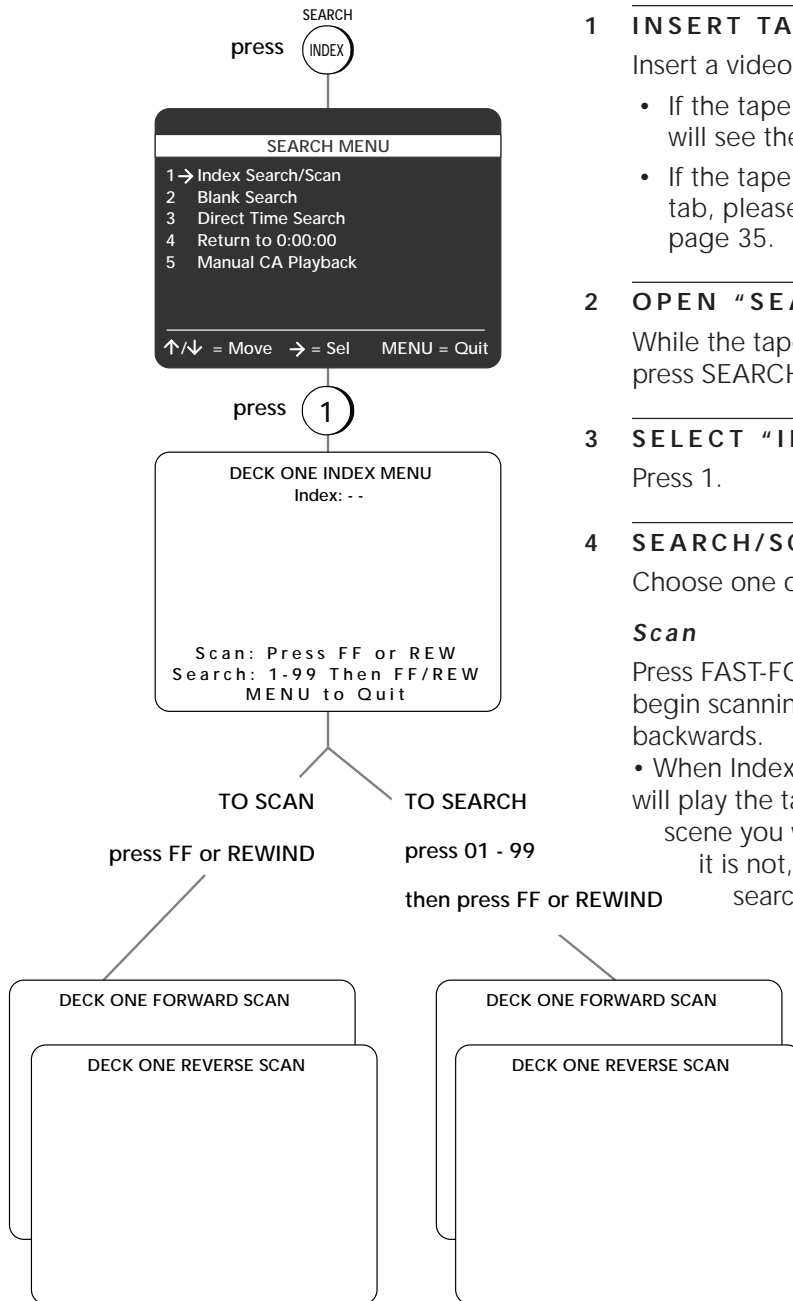 SEARCH
press INDEX
SEARCH MENU
1→ Index Search/Scan
2 Blank Search
3 Direct Time Search
4 Return to 0:00:00
5 Manual CA Playback
↑/↓ = Move → = Sel MENU = Quit
press 1
DECK ONE INDEX MENU
Index: - -
Scan: Press FF or REW
Search: 1-99 Then FF/REW
MENU to Quit
TO SCAN
press FF or REWIND
TO SEARCH
press 01 - 99
then press FF or REWIND
DECK ONE FORWARD SCAN
DECK ONE REVERSE SCAN
DECK ONE FORWARD SCAN
DECK ONE REVERSE SCAN
1 INSERT TA
Insert a video
• If the tape
will see the
• If the tape
tab, please
page 35.
2 OPEN “SEA
While the tap
press SEARCH
3 SELECT “I
Press 1.
4 SEARCH/SC
Choose one o
Scan
Press FAST-FO
begin scannin
backwards.
• When Index
will play the ta
scene you
it is not,
searc